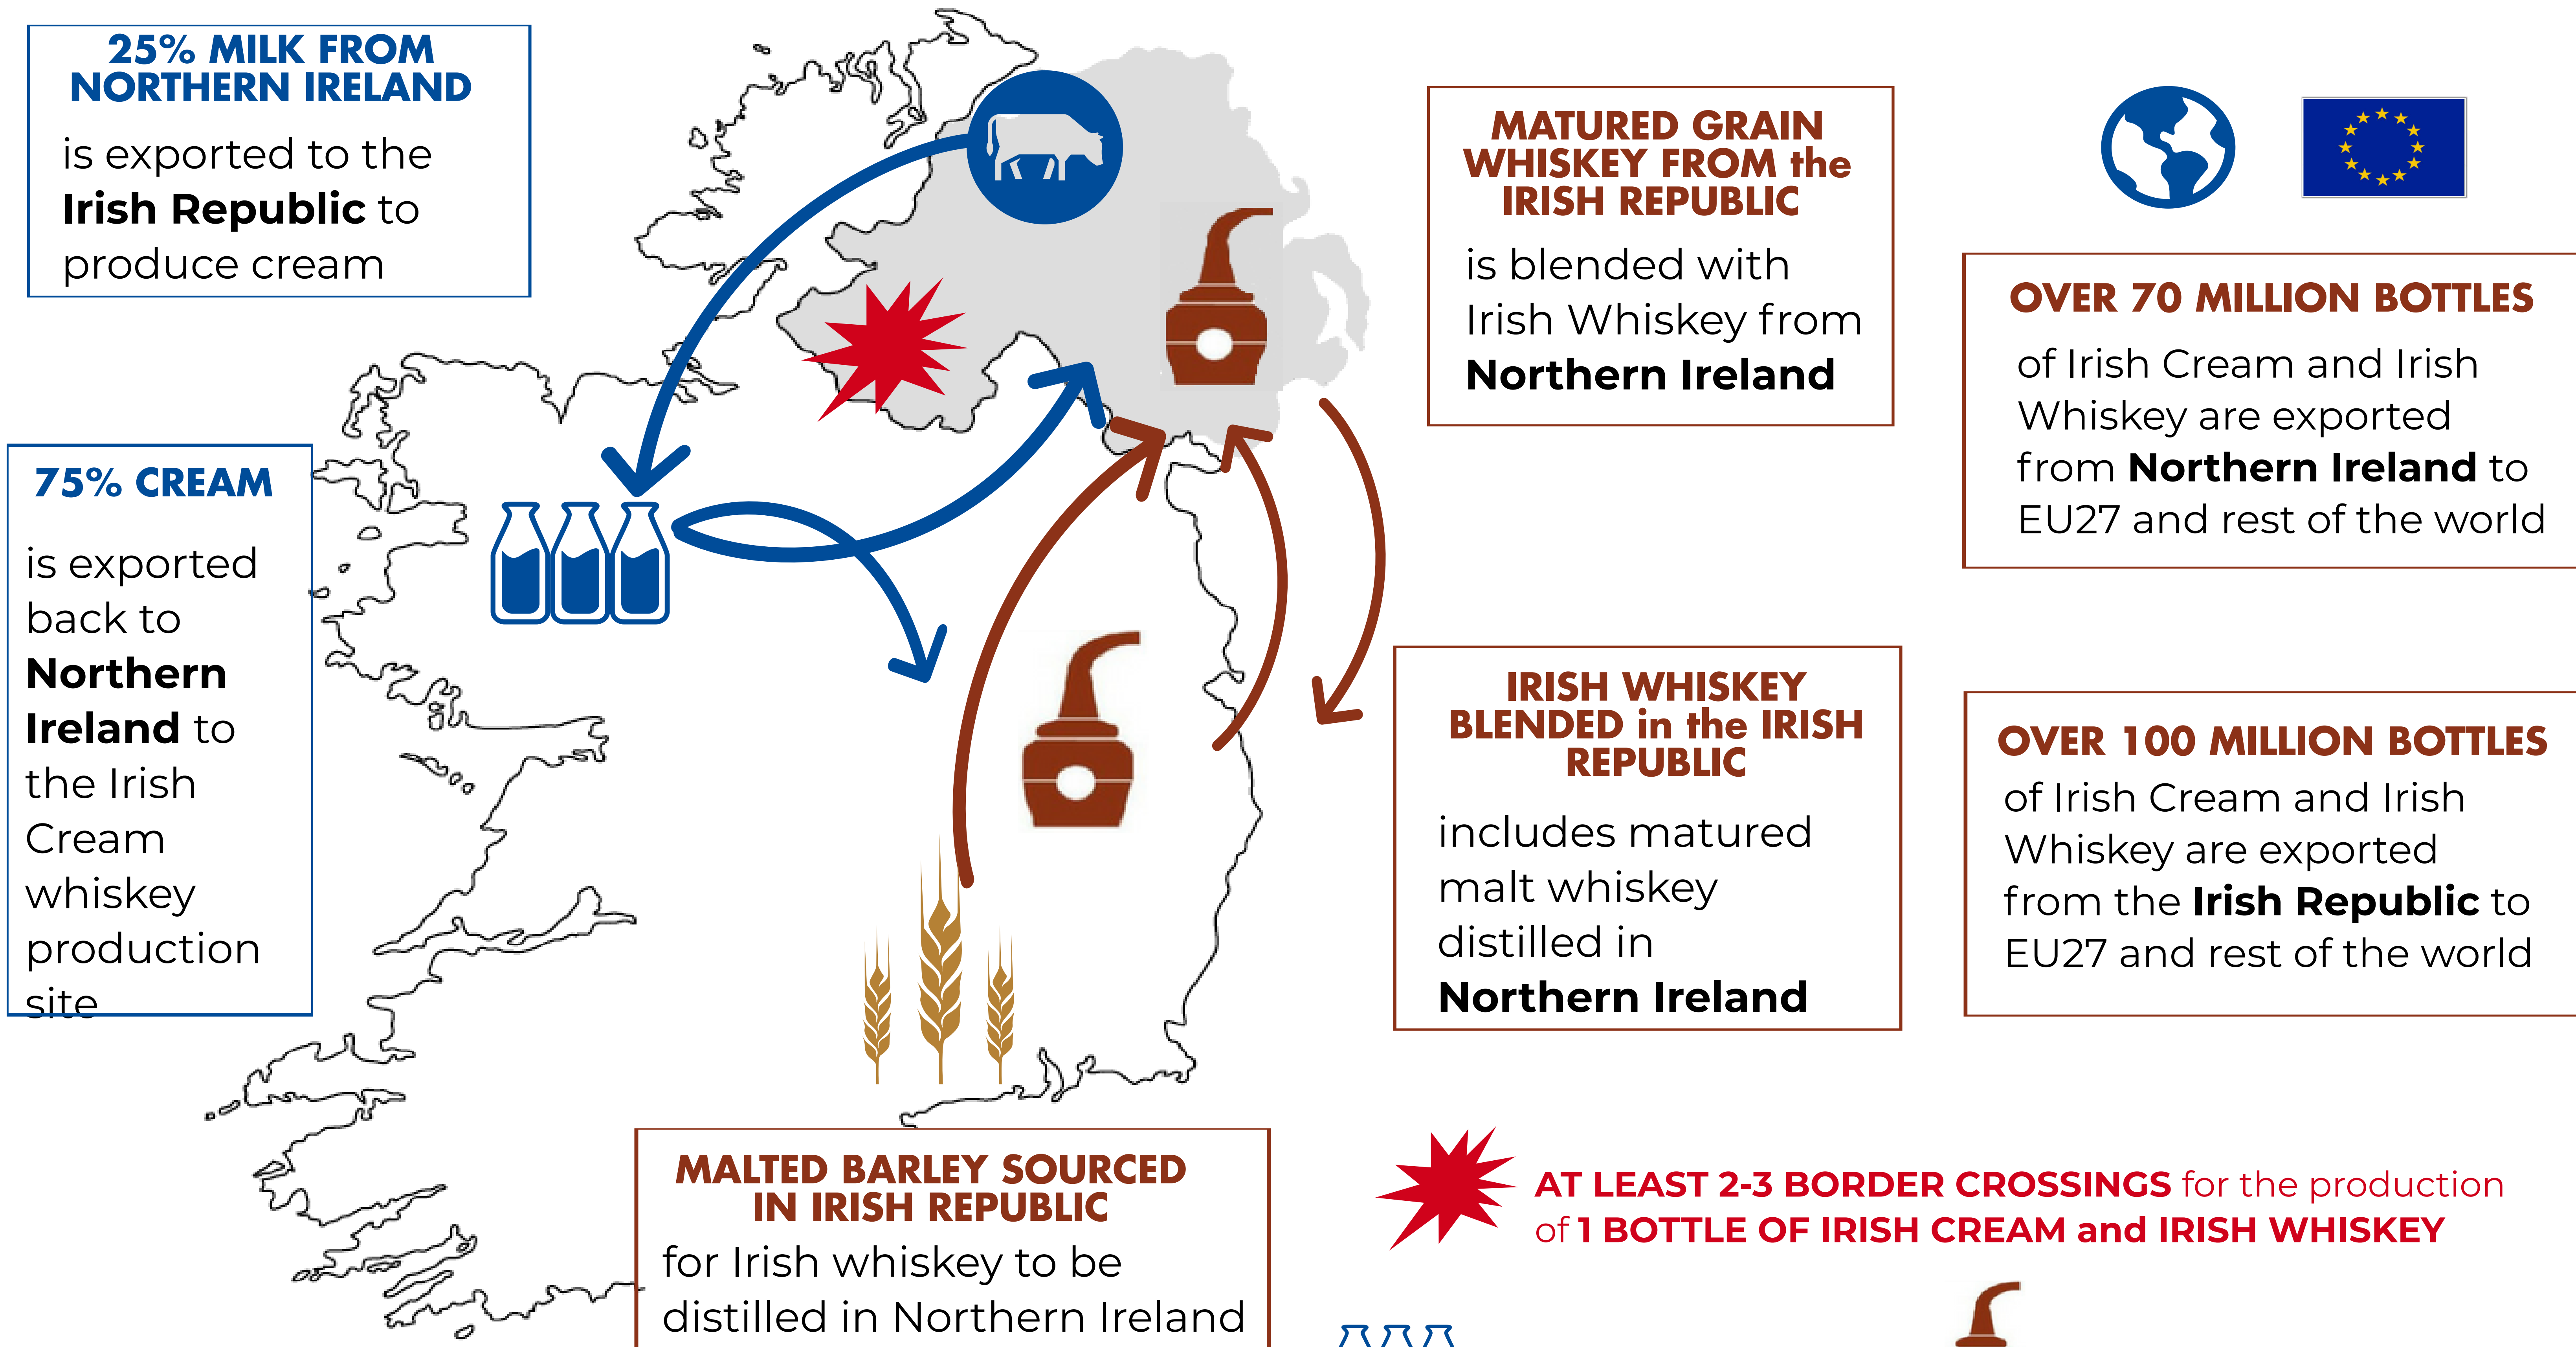 25% MILK FROM
NORTHERN IRELAND
is exported to the
Irish Republic to
produce cream
75% CREAM
is exported
back to
Northern
Ireland to
the Irish
Cream
whiskey
production
site
MATURED GRAIN
WHISKEY FROM the
IRISH REPUBLIC
is blended with
Irish Whiskey from
Northern Ireland
IRISH WHISKEY
BLENDED in the IRISH
REPUBLIC
includes matured
malt whiskey
distilled in
Northern Ireland
OVER 70 MILLION BOTTLES
of Irish Cream and Irish
Whiskey are exported
from Northern Ireland to
EU27 and rest of the world
OVER 100 MILLION BOTTLES
of Irish Cream and Irish
Whiskey are exported
from the Irish Republic to
EU27 and rest of the world
MALTED BARLEY SOURCED
IN IRISH REPUBLIC
for Irish whiskey to be
distilled in Northern Ireland
AT LEAST 2-3 BORDER CROSSINGS for the production
of 1 BOTTLE OF IRISH CREAM and IRISH WHISKEY